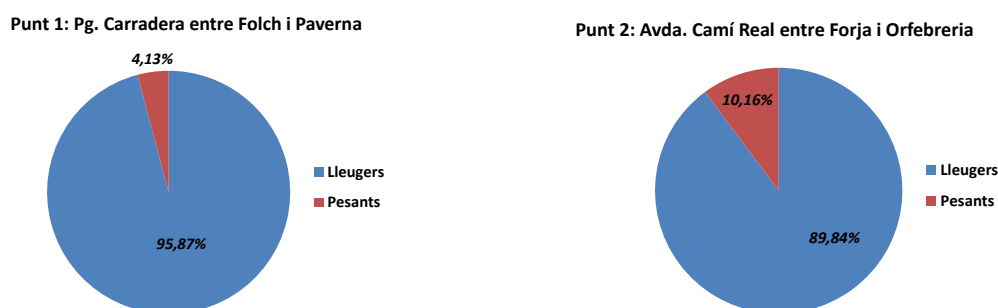 Punt 1: Pg. Carradera entre Folch i Paverna
4,13%
95,87%
Lleugers
Pesants
Punt 2: Avda. Camí Real entre Forja i Orfebreria
10,16%
89,84%
Lleugers
Pesants